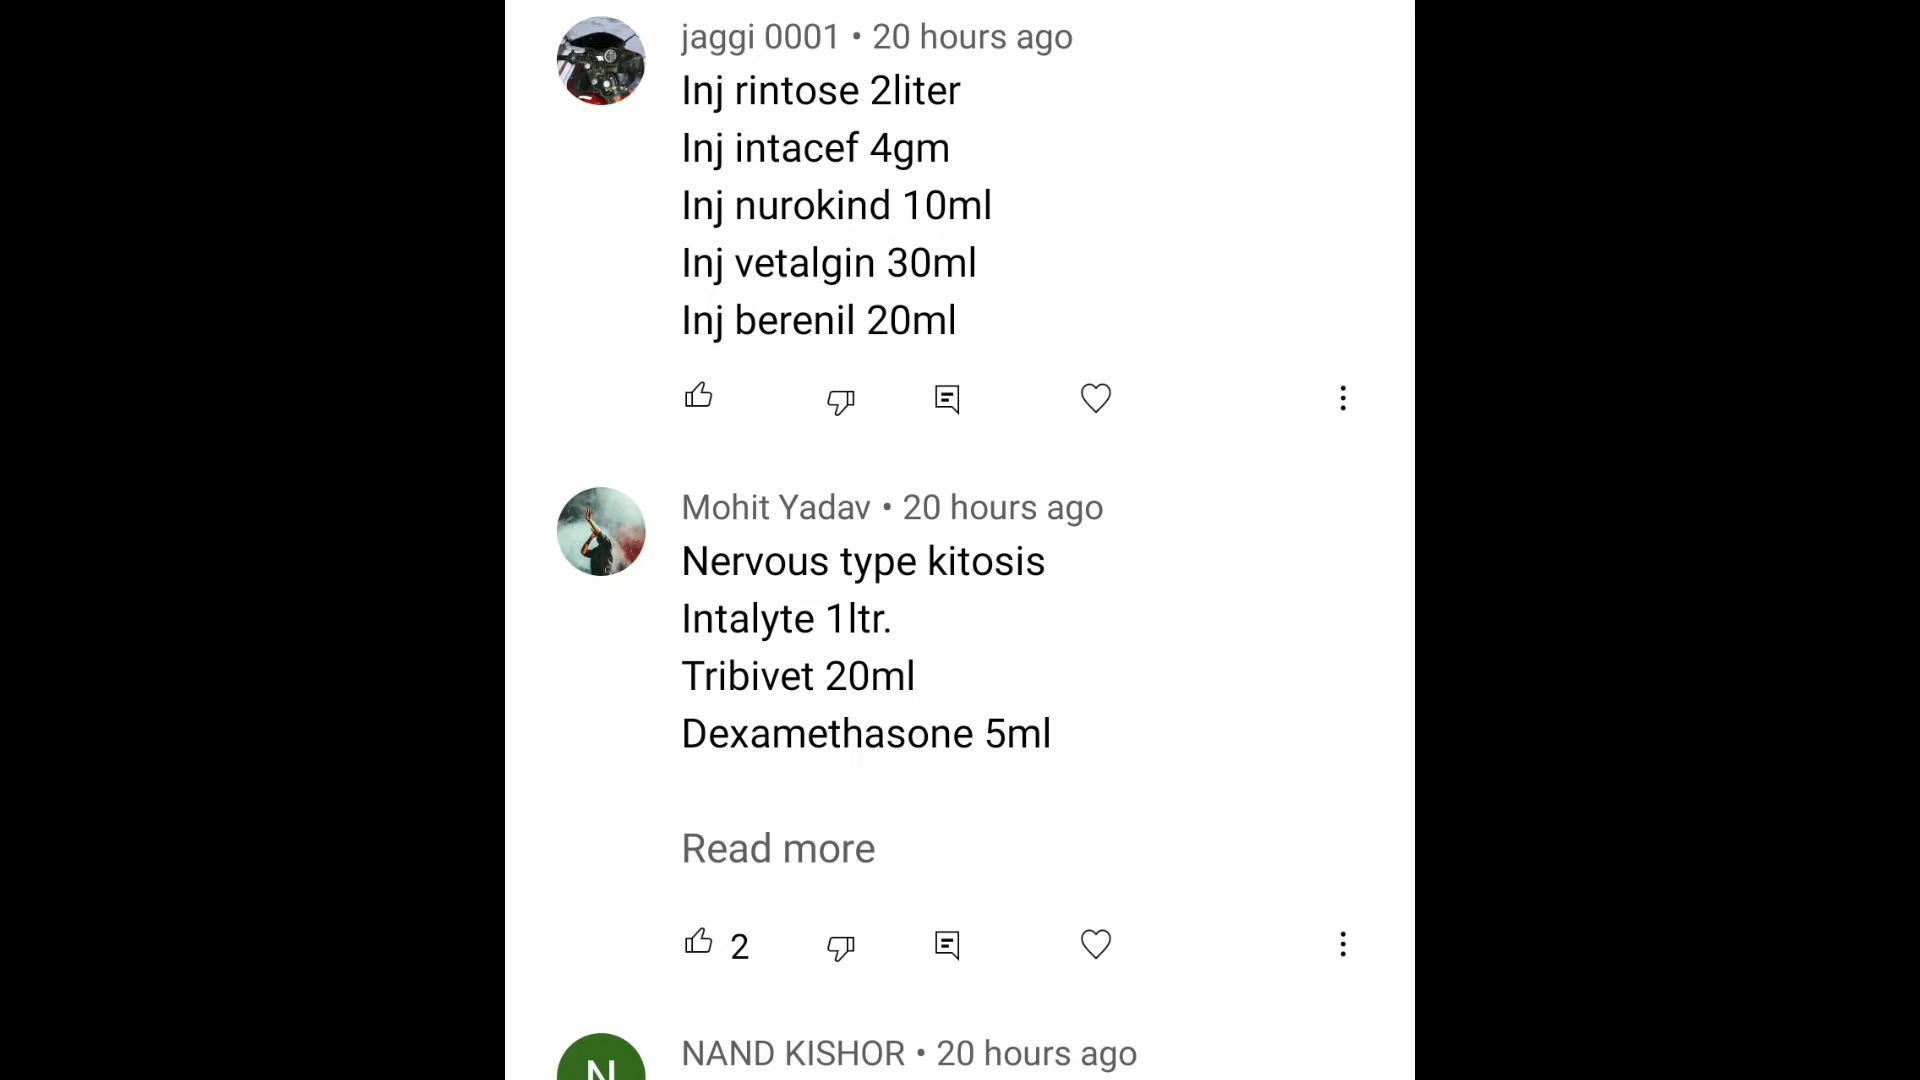 jaggi 0001 • 20 hours ago
Inj rintose 2liter
Inj intacef 4gm
Inj nurokind 10ml
Inj vetalgin 30ml
Inj berenil 20ml
Mohit Yadav • 20 hours ago
Nervous type kitosis
Intalyte 1ltr.
Tribivet 20ml
Dexamethasone 5ml
Read more
2
N
NAND KISHOR • 20 hours ago